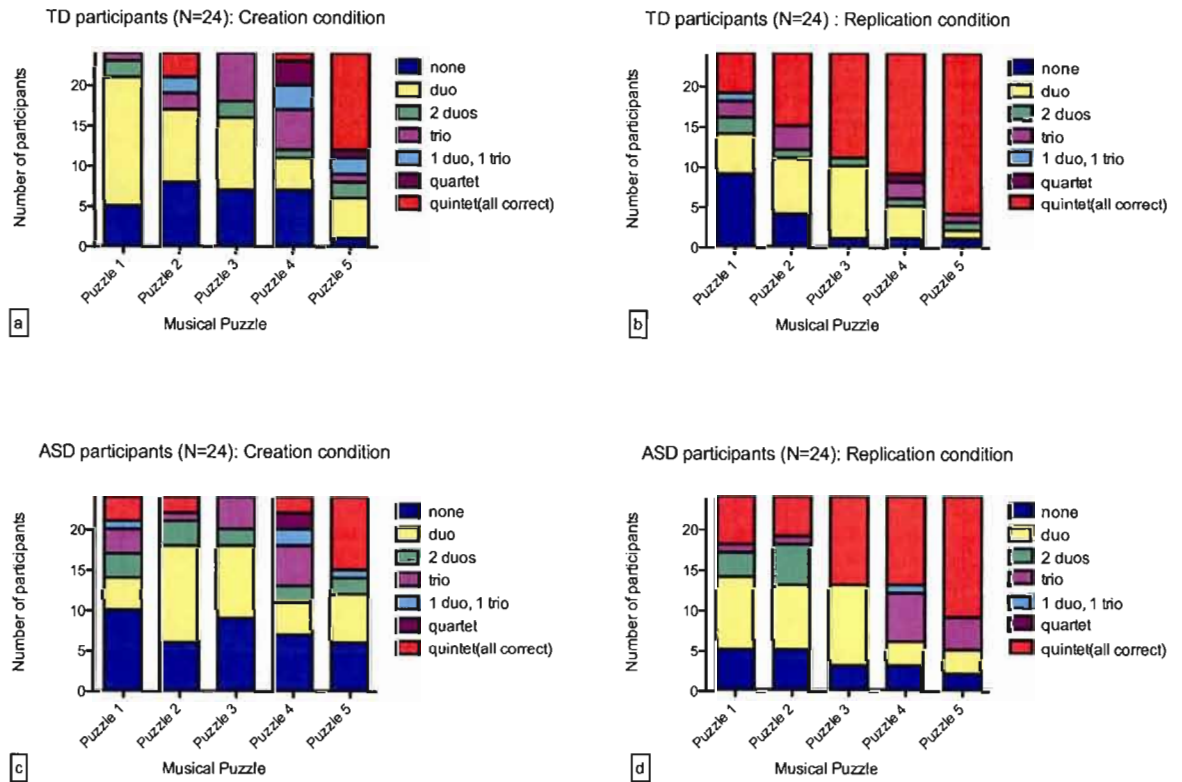 TD participants (N=24): Creation condition
Number of participants
20
15
10
5
0
Puzzle 1
Puzzle 2
Puzzle 3
Puzzle 4
Puzzle 5
Musical Puzzle
none
duo
2 duos
trio
1 duo, 1 trio
quartet
quintet(all correct)
a
TD participants (N=24) : Replication condition
Number of participants
20
15
10
5
0
Puzzle 1
Puzzle 2
Puzzle 3
Puzzle 4
Puzzle 5
Musical Puzzle
none
duo
2 duos
trio
1 duo, 1 trio
quartet
quintet(all correct)
b
ASD participants (N=24): Creation condition
Number of participants
20
15
10
5
0
Puzzle 1
Puzzle 2
Puzzle 3
Puzzle 4
Puzzle 5
Musical Puzzle
none
duo
2 duos
trio
1 duo, 1 trio
quartet
quintet(all correct)
c
ASD participants (N=24): Replication condition
Number of participants
20
15
10
5
0
Puzzle 1
Puzzle 2
Puzzle 3
Puzzle 4
Puzzle 5
Musical Puzzle
none
duo
2 duos
trio
1 duo, 1 trio
quartet
quintet(all correct)
d